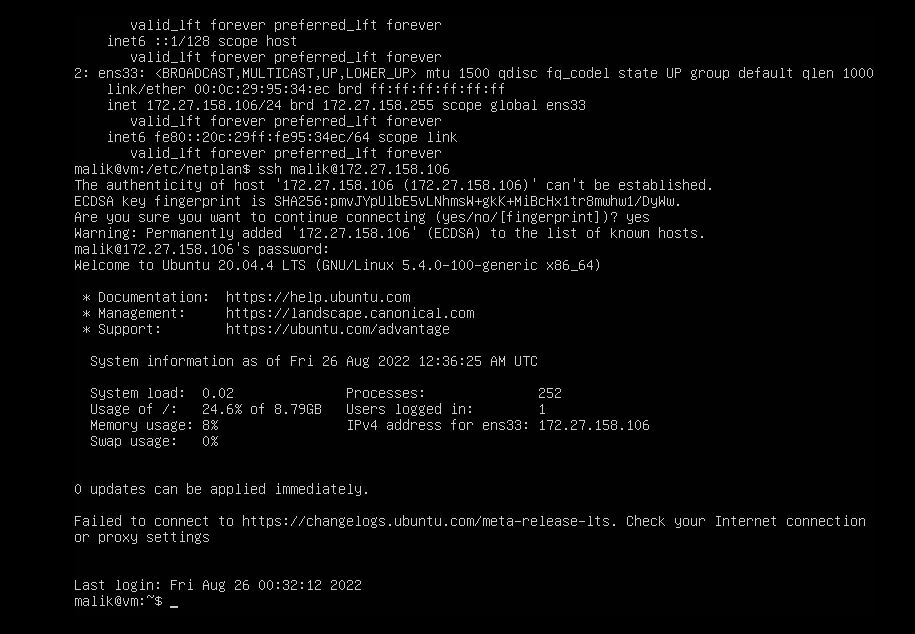 valid_lft forever preferred_lft forever
inet6 ::1/128 scope host
valid_lft forever preferred_lft forever
2: ens33: <BROADCAST,MULTICAST,UP,LOWER_UP> mtu 1500 qdisc fq_codel state UP group default qlen 1000
link/ether 00:0c:29:95:34:ec brd ff:ff:ff:ff:ff:ff
inet 172.27.158.106/24 brd 172.27.158.255 scope global ens33
valid_lft forever preferred_lft forever
inet6 fe80::20c:29ff:fe95:34ec/64 scope link
valid_lft forever preferred_lft forever
malik@vm:/etc/netplan$ ssh malik@172.27.158.106
The authenticity of host '172.27.158.106 (172.27.158.106)' can't be established.
ECDSA key fingerprint is SHA256:pmvJYpUlbE5vLNhmsW+gkK+MiBcHx1tr8mwhw1/DyWw.
Are you sure you want to continue connecting (yes/no/[fingerprint])? yes
Warning: Permanently added '172.27.158.106' (ECDSA) to the list of known hosts.
malik@172.27.158.106's password:
Welcome to Ubuntu 20.04.4 LTS (GNU/Linux 5.4.0-100-generic x86_64)
* Documentation:  https://help.ubuntu.com
* Management:     https://landscape.canonical.com
* Support:        https://ubuntu.com/advantage
System information as of Fri 26 Aug 2022 12:36:25 AM UTC
System load:  0.02              Processes:              252
Usage of /:   24.6% of 8.79GB   Users logged in:        1
Memory usage: 8%                IPv4 address for ens33: 172.27.158.106
Swap usage:   0%
0 updates can be applied immediately.
Failed to connect to https://changelogs.ubuntu.com/meta-release-lts. Check your Internet connection
or proxy settings
Last login: Fri Aug 26 00:32:12 2022
malik@vm:~$ _